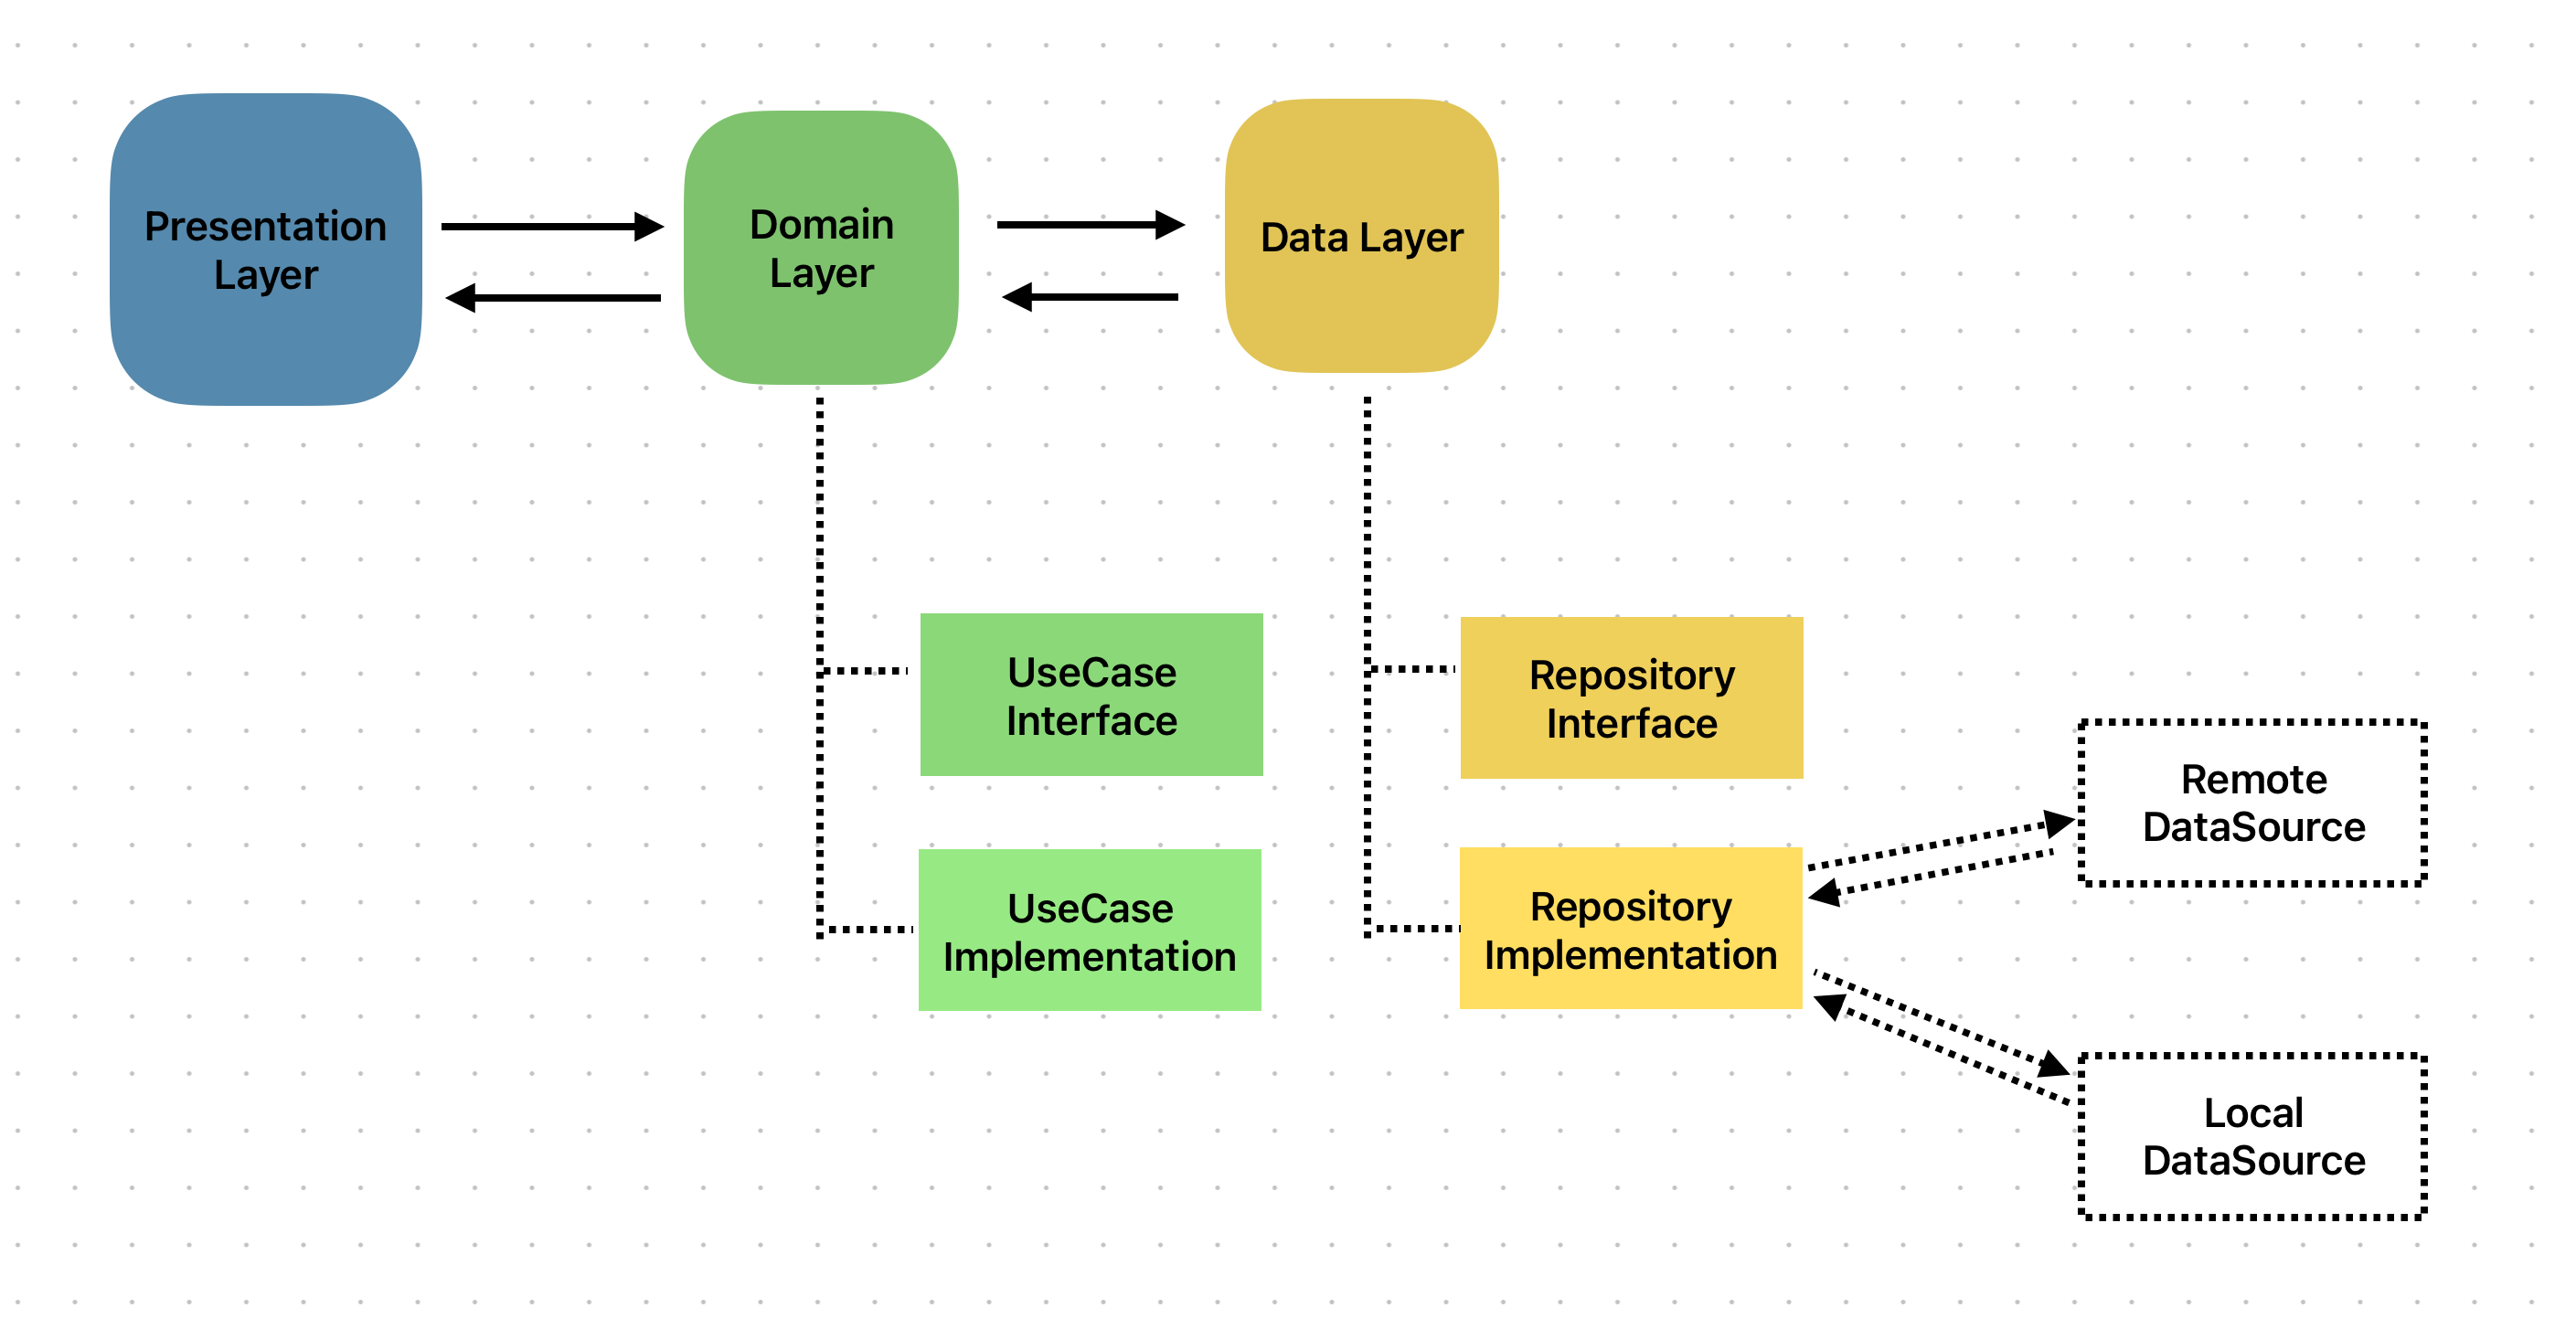 Presentation
Layer
Domain
Layer
Data Layer
UseCase
Interface
Repository
Interface
UseCase
Implementation
Repository
Implementation
Remote
DataSource
Local
DataSource